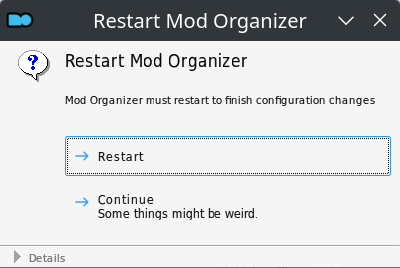 Restart Mod Organizer
Restart Mod Organizer
Mod Organizer must restart to finish configuration changes
Restart
Continue
Some things might be weird.
Details